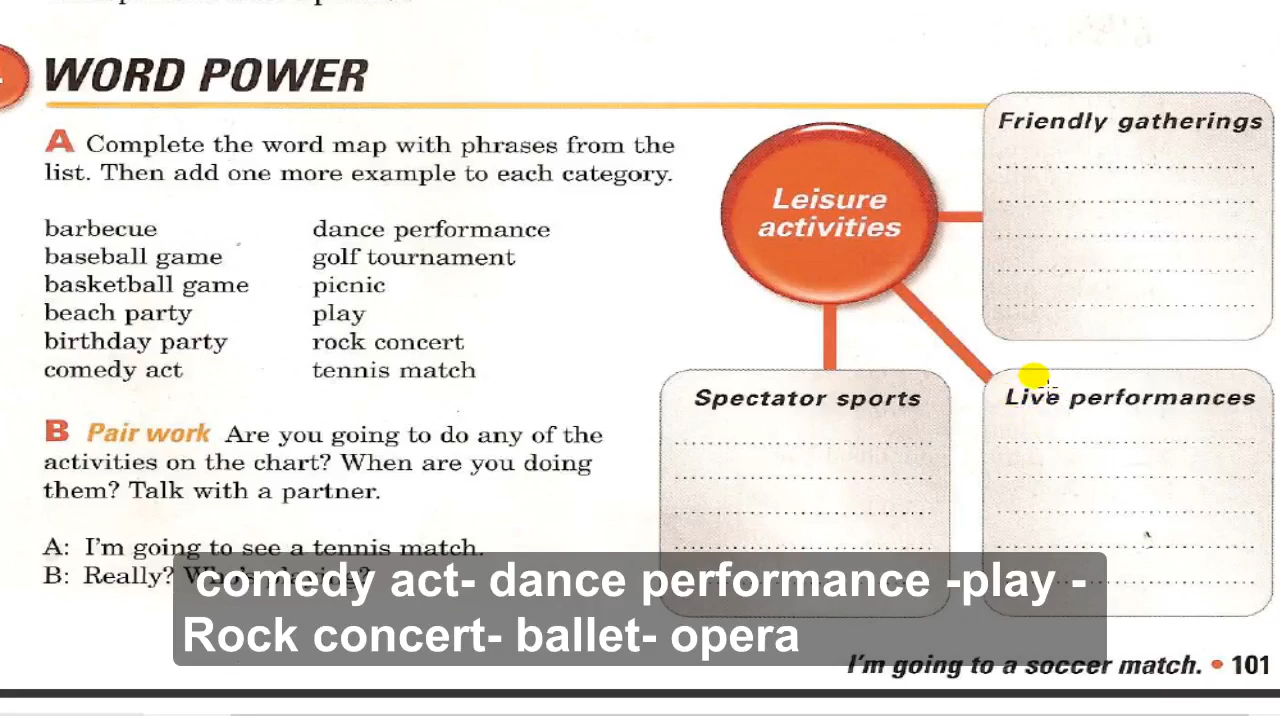 WORD POWER
A Complete the word map with phrases from the
list. Then add one more example to each category.
barbecue
baseball game
basketball game
beach party
birthday party
comedy act
dance performance
golf tournament
picnic
play
rock concert
tennis match
B Pair work Are you going to do any of the
activities on the chart? When are you doing
them? Talk with a partner.
A: I'm going to see a tennis match.
B: Really?
Leisure
activities
Friendly gatherings
Spectator sports
Live performances
comedy act- dance performance -play -
Rock concert- ballet- opera
I'm going to a soccer match. • 101